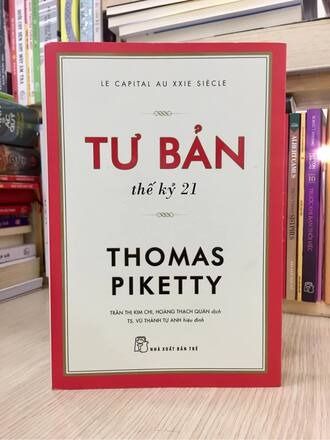 LE CAPITAL AU XXIE SIÈCLE
TƯ BẢN
thế kỷ 21
THOMAS
PIKETTY
TRẦN THỊ KIM CHI, HOÀNG THẠCH QUÂN dịch
TS. VŨ THÀNH TỰ ANH hiệu đính
NHÀ XUẤT BẢN TRẺ